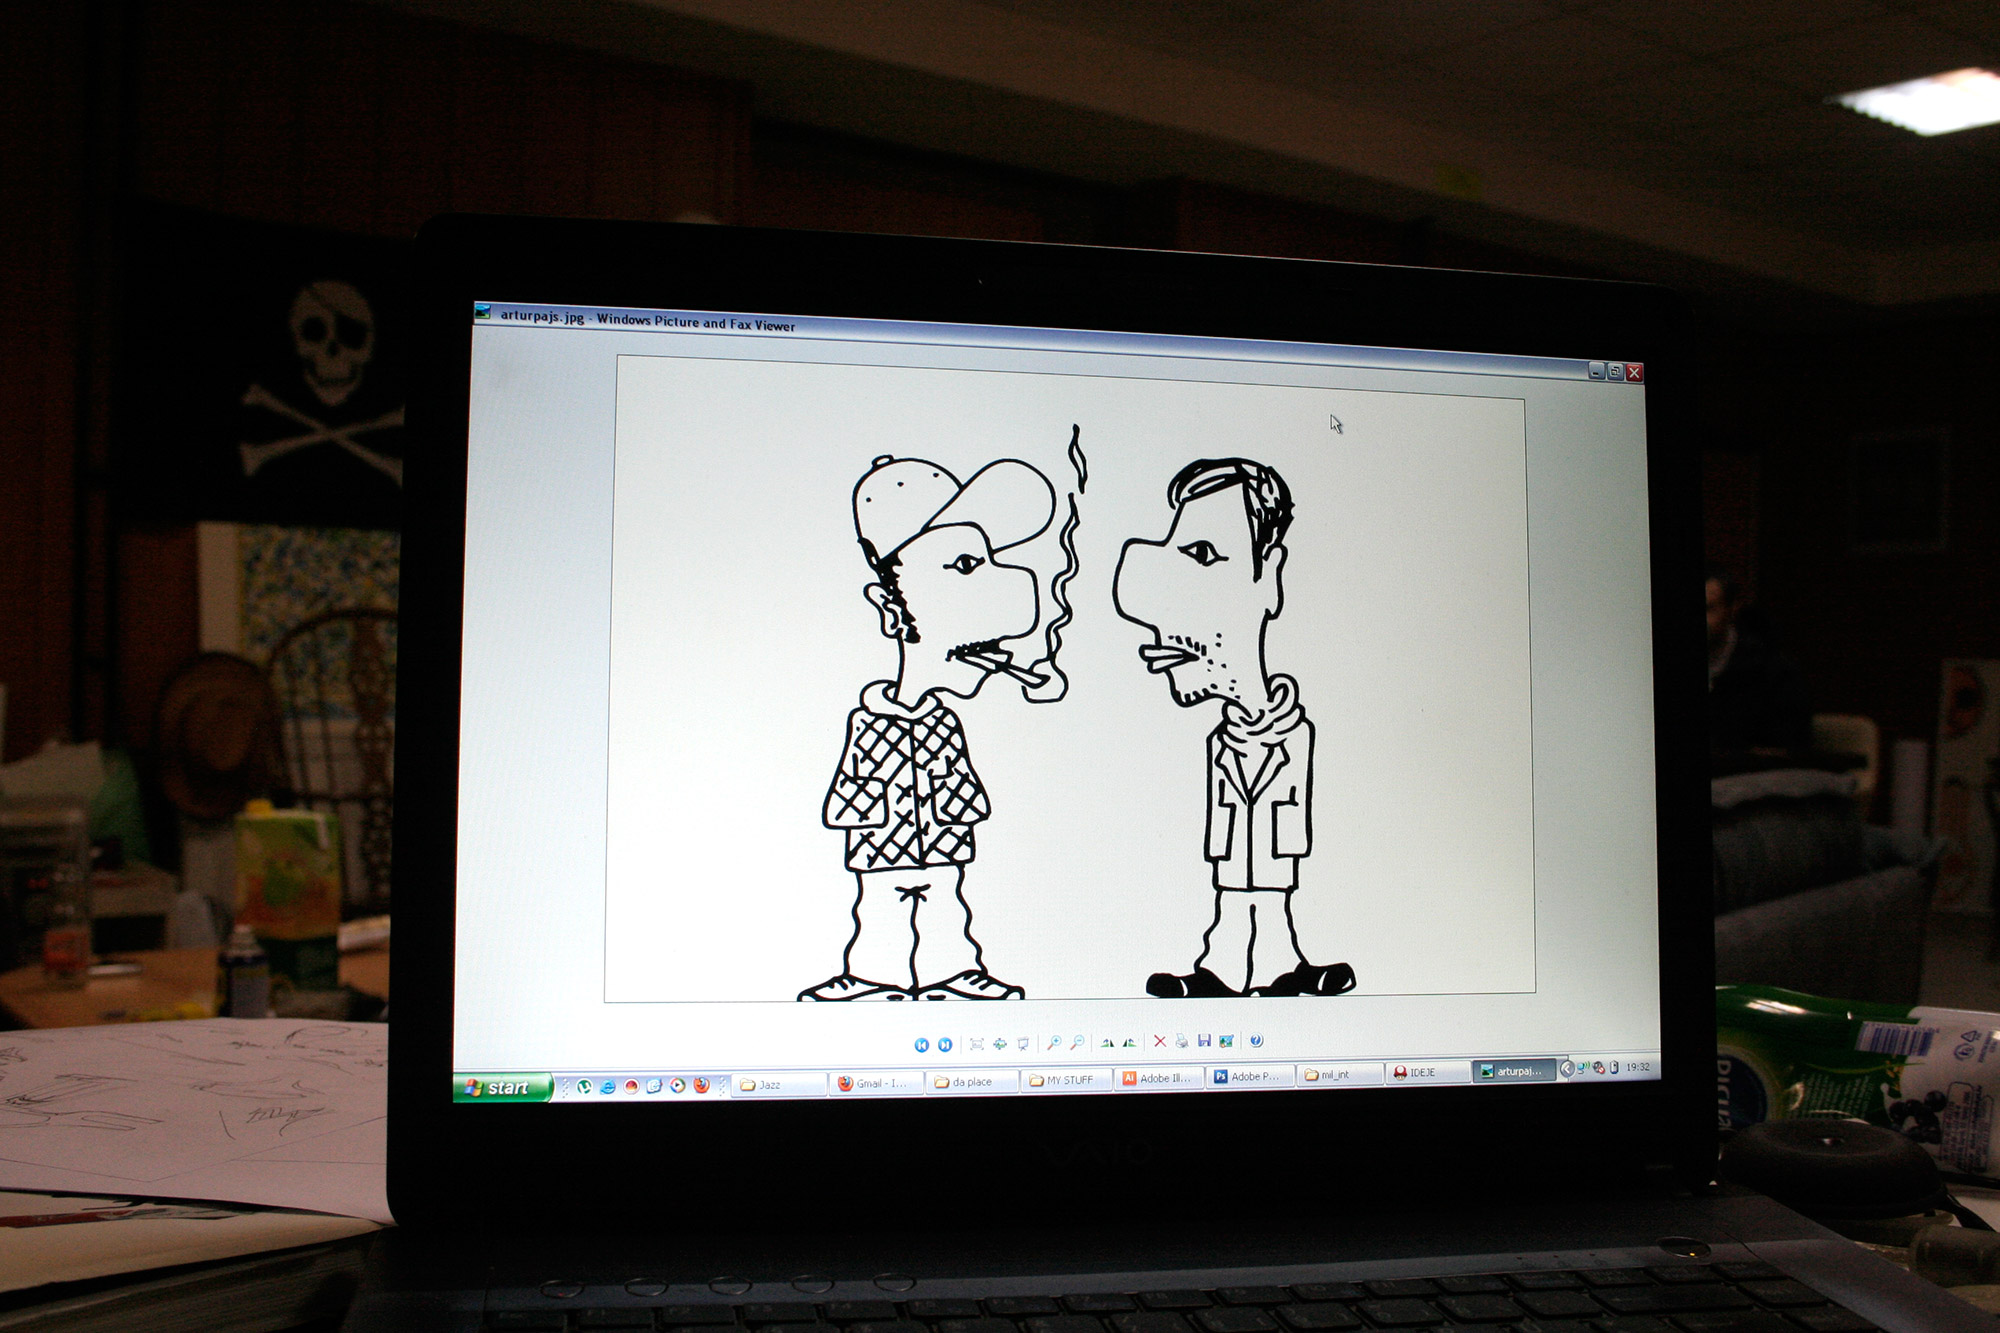 arturpajs.jpg - Windows Picture and Fax Viewer
start
Jazz
Gmail - I...
da place
MY STUFF
Adobe Ill...
Adobe P...
mil_int
IDEJE
arturpaj...
19:32
VAIO